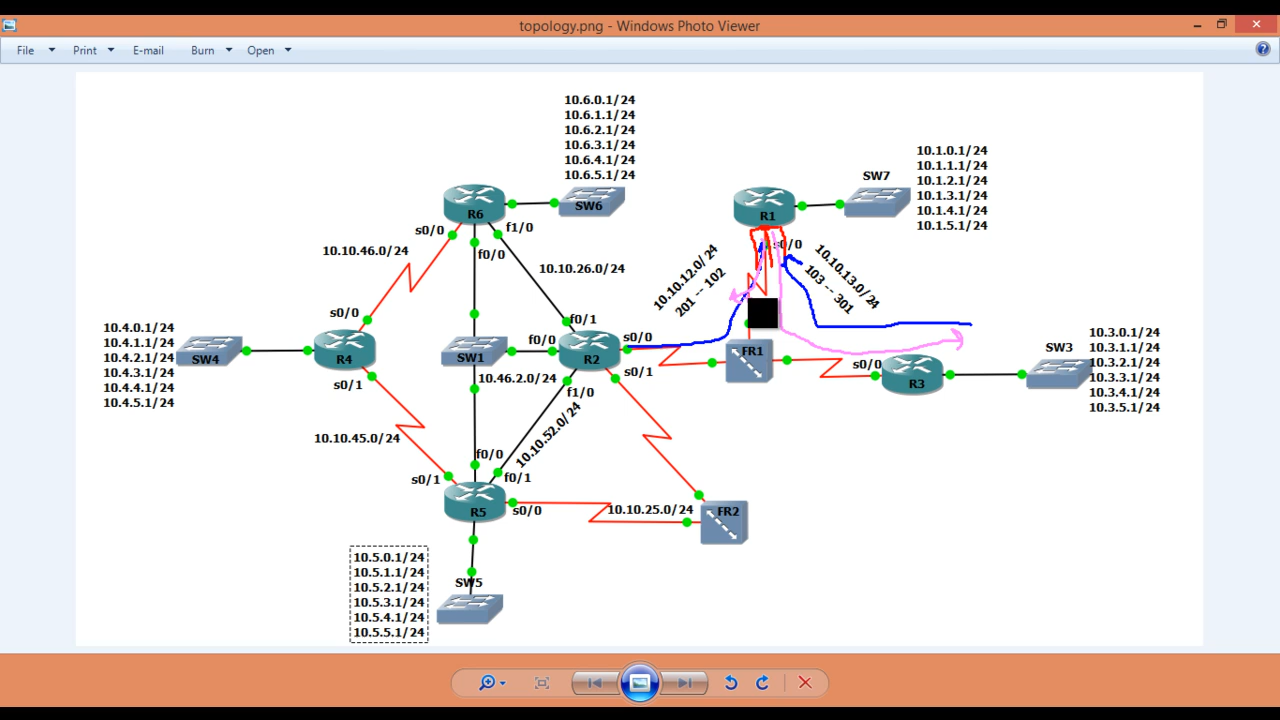 topology.png - Windows Photo Viewer
File Print E-mail Burn Open
10.6.0.1/24
10.6.1.1/24
10.6.2.1/24
10.6.3.1/24
10.6.4.1/24
10.6.5.1/24
SW6
R6
s0/0
f1/0
f0/0
10.10.46.0/24
10.10.26.0/24
10.1.0.1/24
10.1.1.1/24
10.1.2.1/24
10.1.3.1/24
10.1.4.1/24
10.1.5.1/24
SW7
R1
s0/0
10.10.12.0/24
201 -- 102
10.10.13.0/24
103 -- 301
10.4.0.1/24
10.4.1.1/24
10.4.2.1/24
10.4.3.1/24
10.4.4.1/24
10.4.5.1/24
SW4
s0/0
R4
s0/1
SW1
f0/0
f0/1
R2
s0/0
s0/1
f1/0
10.46.2.0/24
FR1
s0/0
R3
SW3
10.3.0.1/24
10.3.1.1/24
10.3.2.1/24
10.3.3.1/24
10.3.4.1/24
10.3.5.1/24
10.10.45.0/24
10.10.52.0/24
s0/1
f0/0
f0/1
R5
s0/0
10.10.25.0/24
FR2
10.5.0.1/24
10.5.1.1/24
10.5.2.1/24
10.5.3.1/24
10.5.4.1/24
10.5.5.1/24
SW5